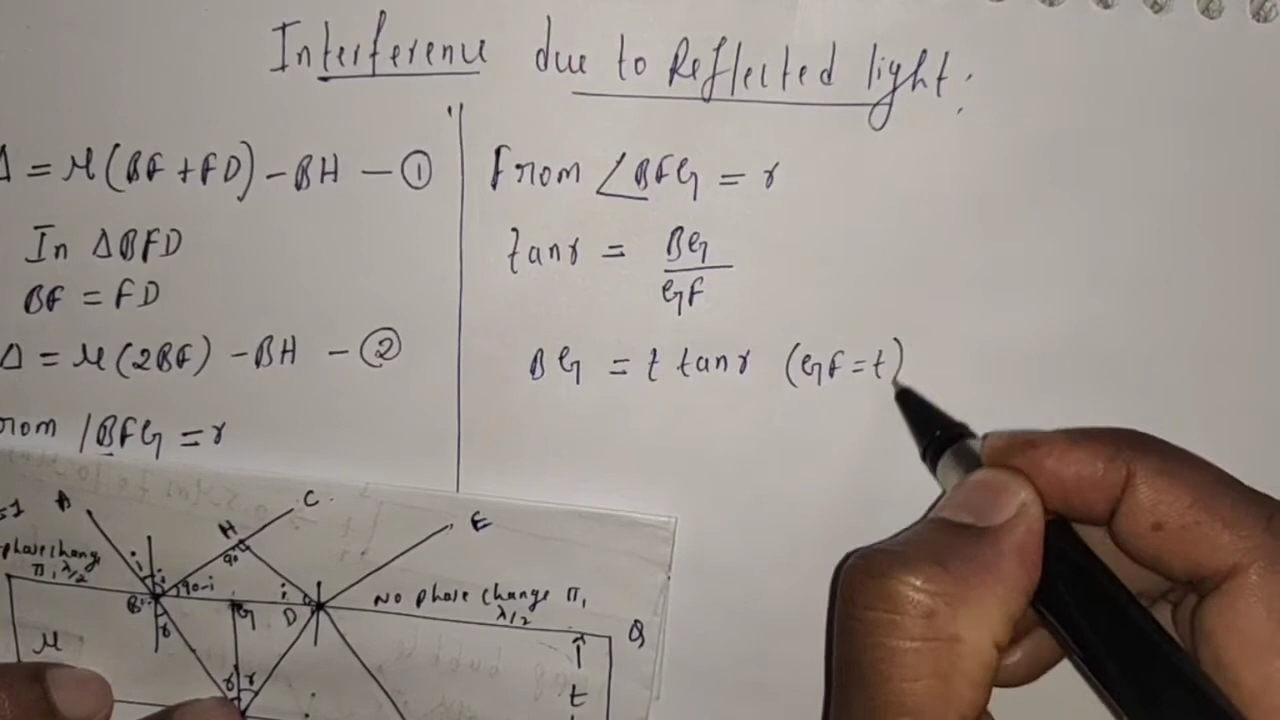 Interference due to Reflected light:
Δ = μ(BF + FD) - BH - ①
In ΔBFD
BF = FD
Δ = μ(2BF) - BH - ②
rom ∠BFG = r
From ∠BFG = r
tan r = BG / GF
BG = t tan r (GF = t)
=1
A
H
C
E
phase change
π, λ/2
i
i
90
90-i
i
B
G
D
No phase change π,
λ/2
Q
r
μ
r
r
t